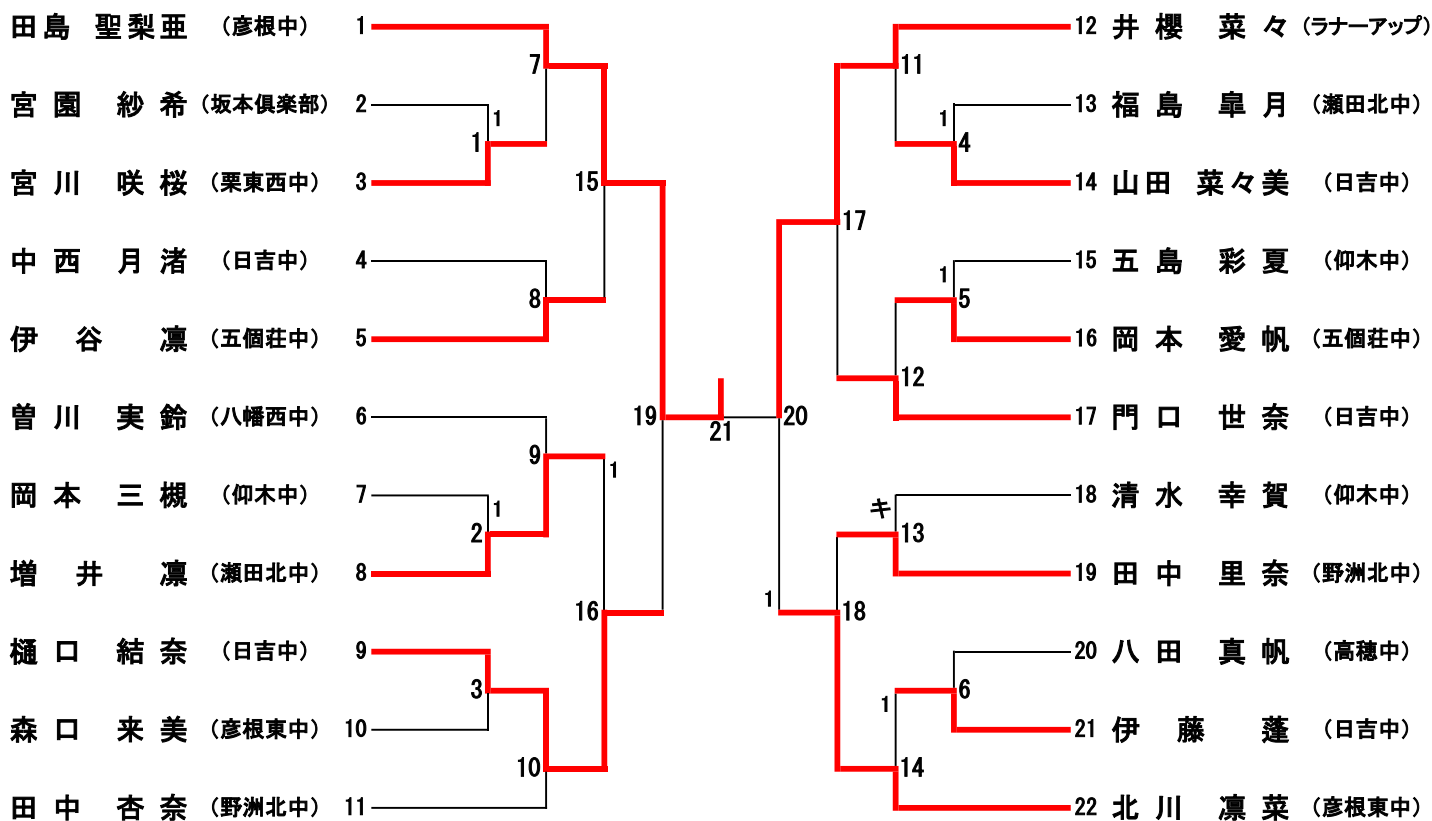 田島 聖梨亜 (彦根中) 1
宮園 紗希 (坂本倶楽部) 2
宮川 咲桜 (栗東西中) 3
中西 月渚 (日吉中) 4
伊谷 凛 (五個荘中) 5
曽川 実鈴 (八幡西中) 6
岡本 三槻 (仰木中) 7
増井 凛 (瀬田北中) 8
樋口 結奈 (日吉中) 9
森口 来美 (彦根東中) 10
田中 杏奈 (野洲北中) 11
7
1
1
15
8
9
1
1
2
16
3
10
19
21
20
12 井櫻 菜々 (ラナーアップ)
13 福島 皐月 (瀬田北中)
14 山田 菜々美 (日吉中)
15 五島 彩夏 (仰木中)
16 岡本 愛帆 (五個荘中)
17 門口 世奈 (日吉中)
18 清水 幸賀 (仰木中)
19 田中 里奈 (野洲北中)
20 八田 真帆 (高穂中)
21 伊藤 蓬 (日吉中)
22 北川 凛菜 (彦根東中)
11
1
4
17
1
5
12
キ
13
1
18
6
1
14